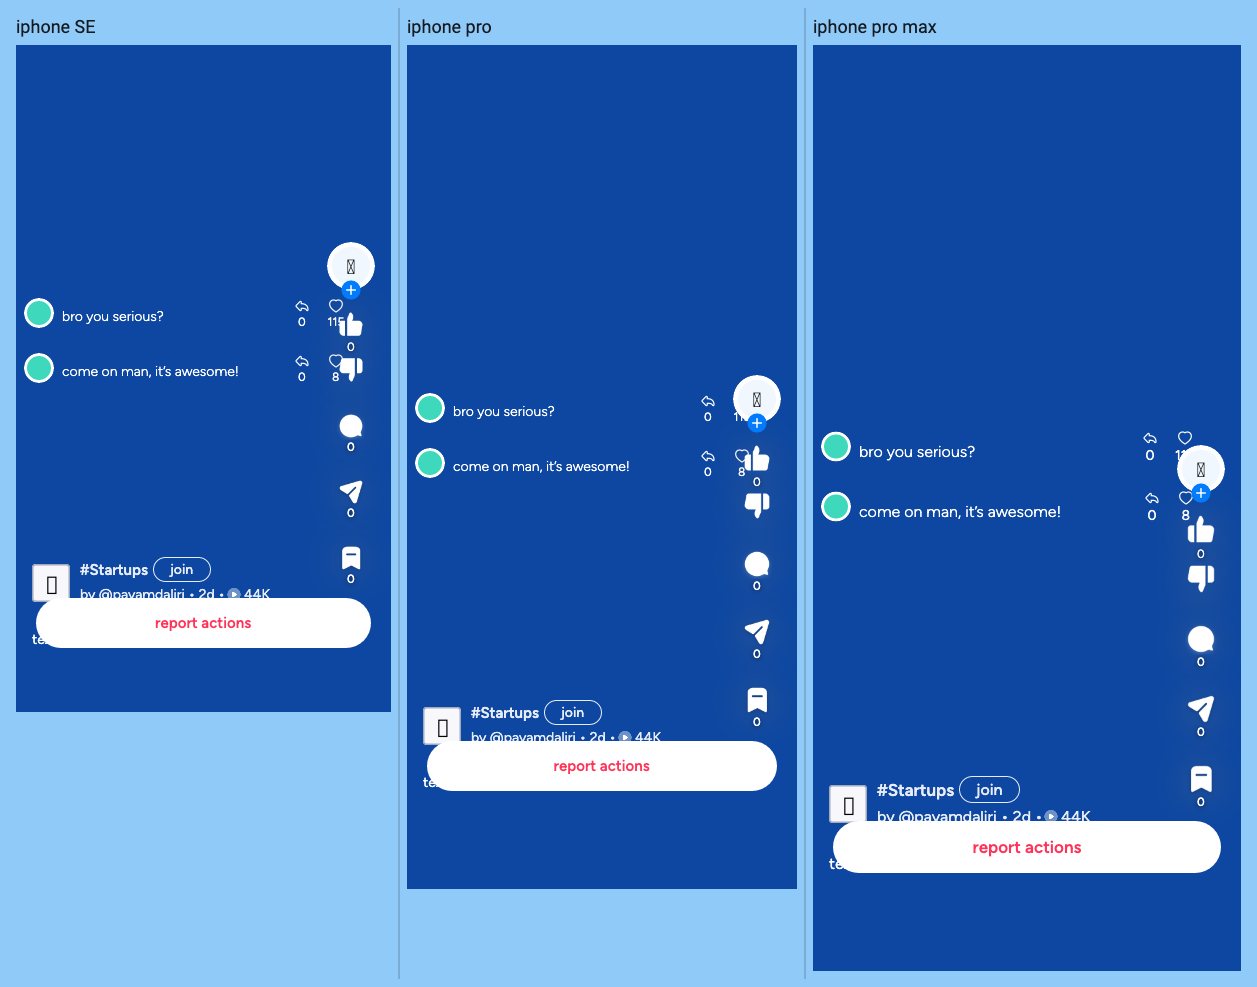 iphone SE
bro you serious?
0
115
0
come on man, it's awesome!
0
8
0
0
0
#Startups
join
by @payamdaliri • 2d • 44K
report actions
te
iphone pro
bro you serious?
0
come on man, it's awesome!
0
8
0
0
0
0
#Startups
join
by @payamdaliri • 2d • 44K
report actions
te
iphone pro max
bro you serious?
0
come on man, it's awesome!
0
8
0
0
0
0
#Startups
join
by @payamdaliri • 2d • 44K
report actions
te